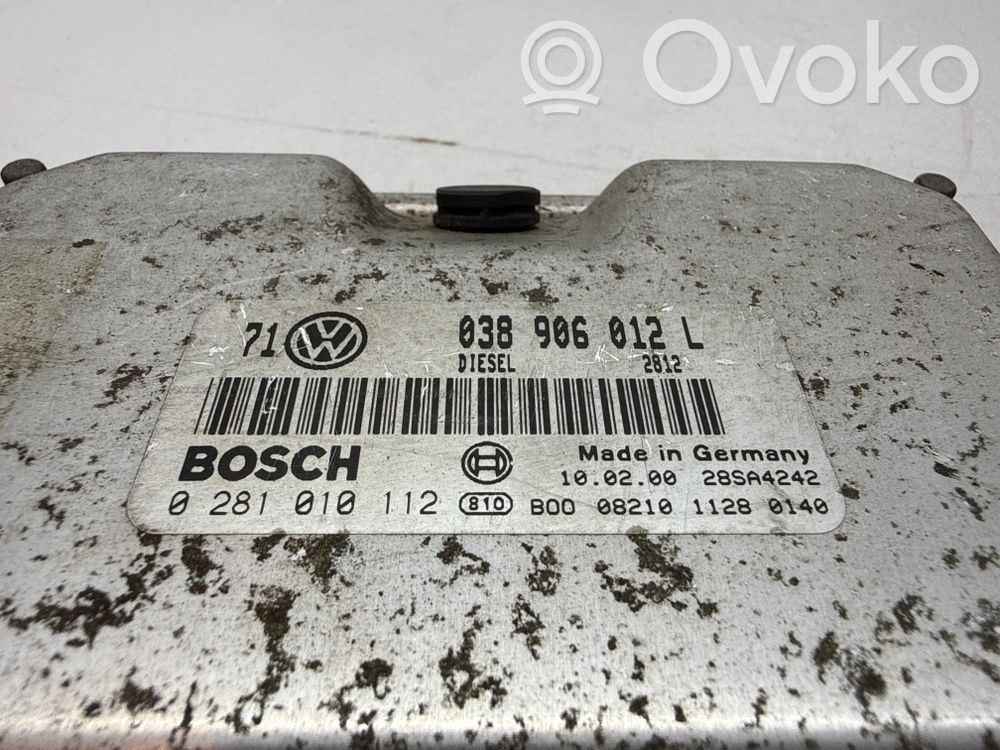 Ovoko
71 038 906 012 L
DIESEL 2812
BOSCH Made in Germany
10.02.00 28SA4242
0 281 010 112 810 B00 08210 1128 0140